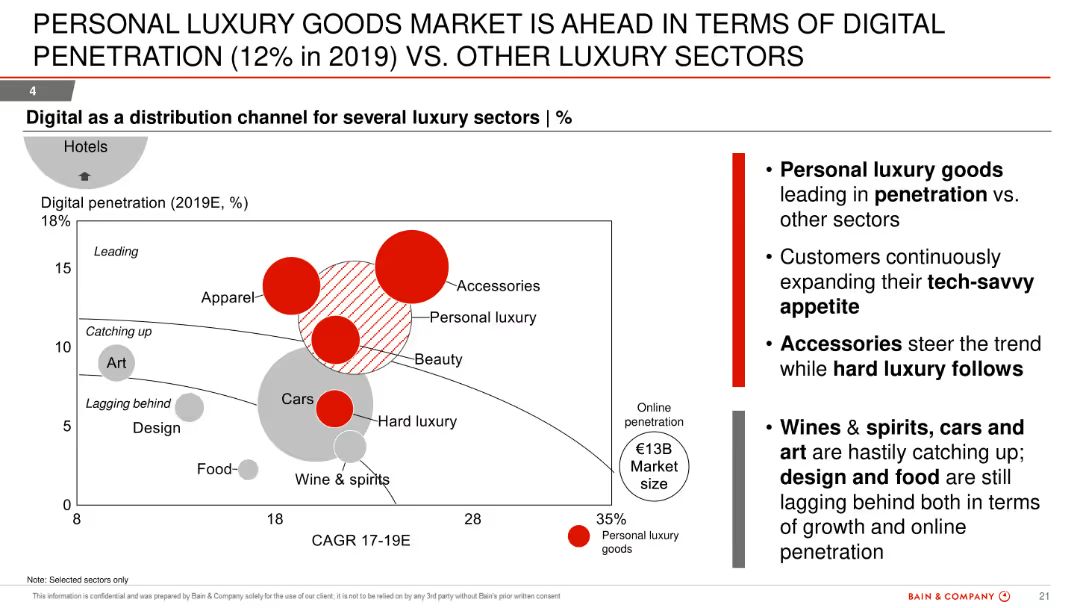 PERSONAL LUXURY GOODS MARKET IS AHEAD IN TERMS OF DIGITAL
PENETRATION (12% in 2019) VS. OTHER LUXURY SECTORS
4
Digital as a distribution channel for several luxury sectors | %
Hotels
Digital penetration (2019E, %)
18%
Leading
15
Apparel
Accessories
Personal luxury
Catching up
10
Art
Beauty
Lagging behind
Cars
Design
5
Hard luxury
Food
Wine & spirits
0
8
18
28
35%
CAGR 17-19E
Online
penetration
€13B
Market
size
Personal luxury
goods
• Personal luxury goods
leading in penetration vs.
other sectors
• Customers continuously
expanding their tech-savvy
appetite
• Accessories steer the trend
while hard luxury follows
• Wines & spirits, cars and
art are hastily catching up;
design and food are still
lagging behind both in terms
of growth and online
penetration
Note: Selected sectors only
This information is confidential and was prepared by Bain & Company solely for the use of our client; it is not to be relied on by any 3rd party without Bain's prior written consent
BAIN & COMPANY
21